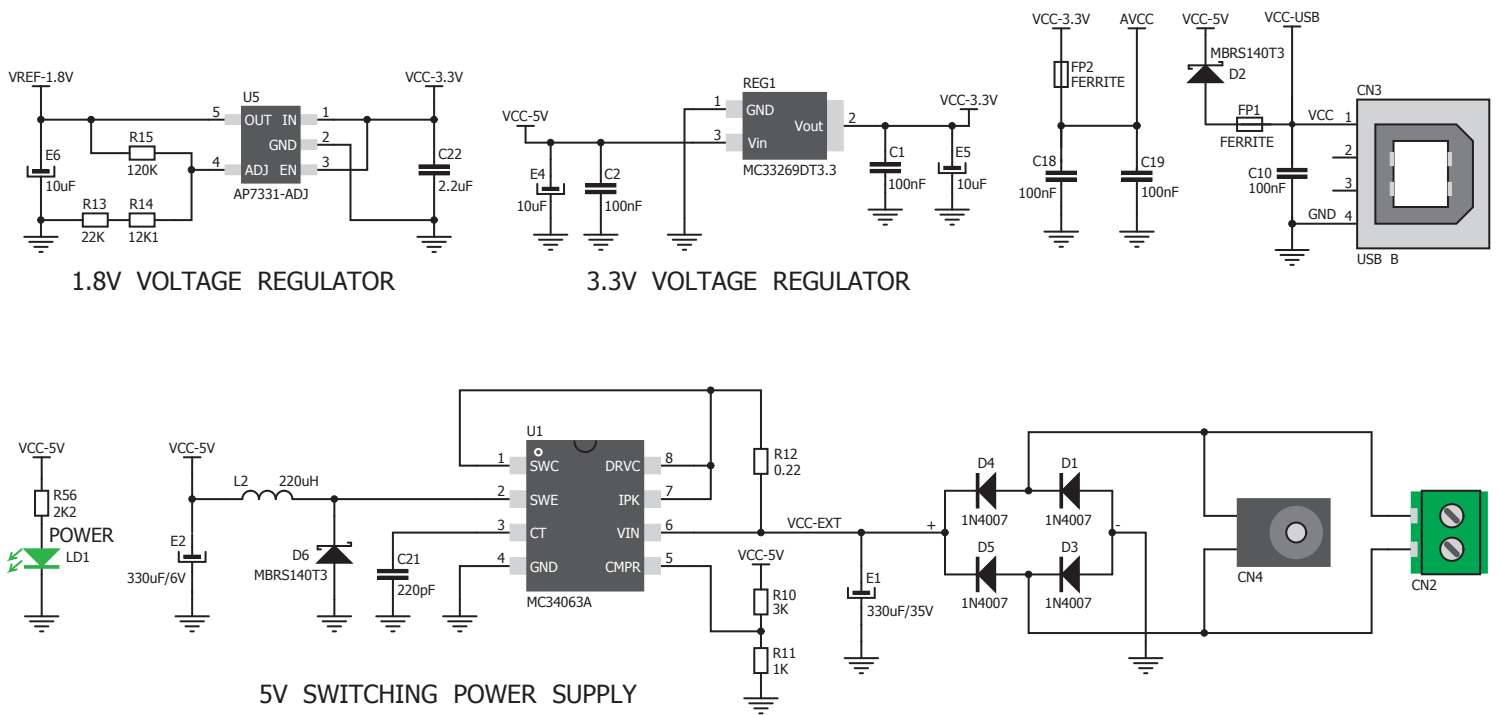 VREF-1.8V
U5
VCC-3.3V
5 OUT IN 1
GND 2
4 ADJ EN 3
AP7331-ADJ
R15
120K
E6
10uF
R13
22K
R14
12K1
C22
2.2uF
1.8V VOLTAGE REGULATOR
VCC-5V
REG1
1 GND
3 Vin
Vout 2
MC33269DT3.3
VCC-3.3V
E4
10uF
C2
100nF
C1
100nF
E5
10uF
3.3V VOLTAGE REGULATOR
VCC-3.3V
AVCC
FP2
FERRITE
C18
100nF
C19
100nF
VCC-5V
VCC-USB
MBRS140T3
D2
FP1
FERRITE
C10
100nF
CN3
VCC 1
2
3
GND 4
USB B
VCC-5V
R56
2K2
POWER
LD1
VCC-5V
L2 220uH
E2
330uF/6V
D6
MBRS140T3
C21
220pF
U1
1 SWC DRVC 8
2 SWE IPK 7
3 CT VIN 6
4 GND CMPR 5
MC34063A
R12
0.22
VCC-EXT
VCC-5V
R10
3K
R11
1K
E1
330uF/35V
+
-
D4
1N4007
D1
1N4007
D5
1N4007
D3
1N4007
CN4
CN2
5V SWITCHING POWER SUPPLY